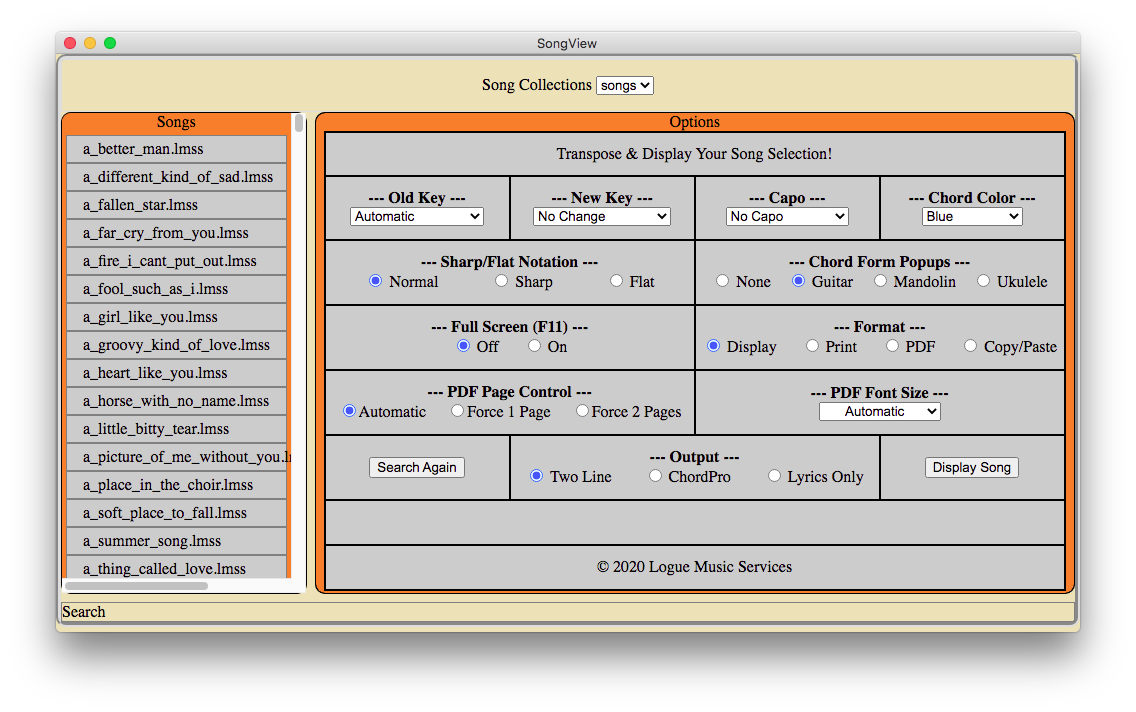 SongView
Song Collections songs
Songs
a_better_man.lmss
a_different_kind_of_sad.lmss
a_fallen_star.lmss
a_far_cry_from_you.lmss
a_fire_i_cant_put_out.lmss
a_fool_such_as_i.lmss
a_girl_like_you.lmss
a_groovy_kind_of_love.lmss
a_heart_like_you.lmss
a_horse_with_no_name.lmss
a_little_bitty_tear.lmss
a_picture_of_me_without_you.l
a_place_in_the_choir.lmss
a_soft_place_to_fall.lmss
a_summer_song.lmss
a_thing_called_love.lmss
Options
Transpose & Display Your Song Selection!
--- Old Key --- --- New Key --- --- Capo --- --- Chord Color ---
Automatic No Change No Capo Blue
--- Sharp/Flat Notation --- --- Chord Form Popups ---
Normal Sharp Flat None Guitar Mandolin Ukulele
--- Full Screen (F11) --- --- Format ---
Off On Display Print PDF Copy/Paste
--- PDF Page Control --- --- PDF Font Size ---
Automatic Force 1 Page Force 2 Pages Automatic
--- Output ---
Search Again Two Line ChordPro Lyrics Only Display Song
© 2020 Logue Music Services
Search